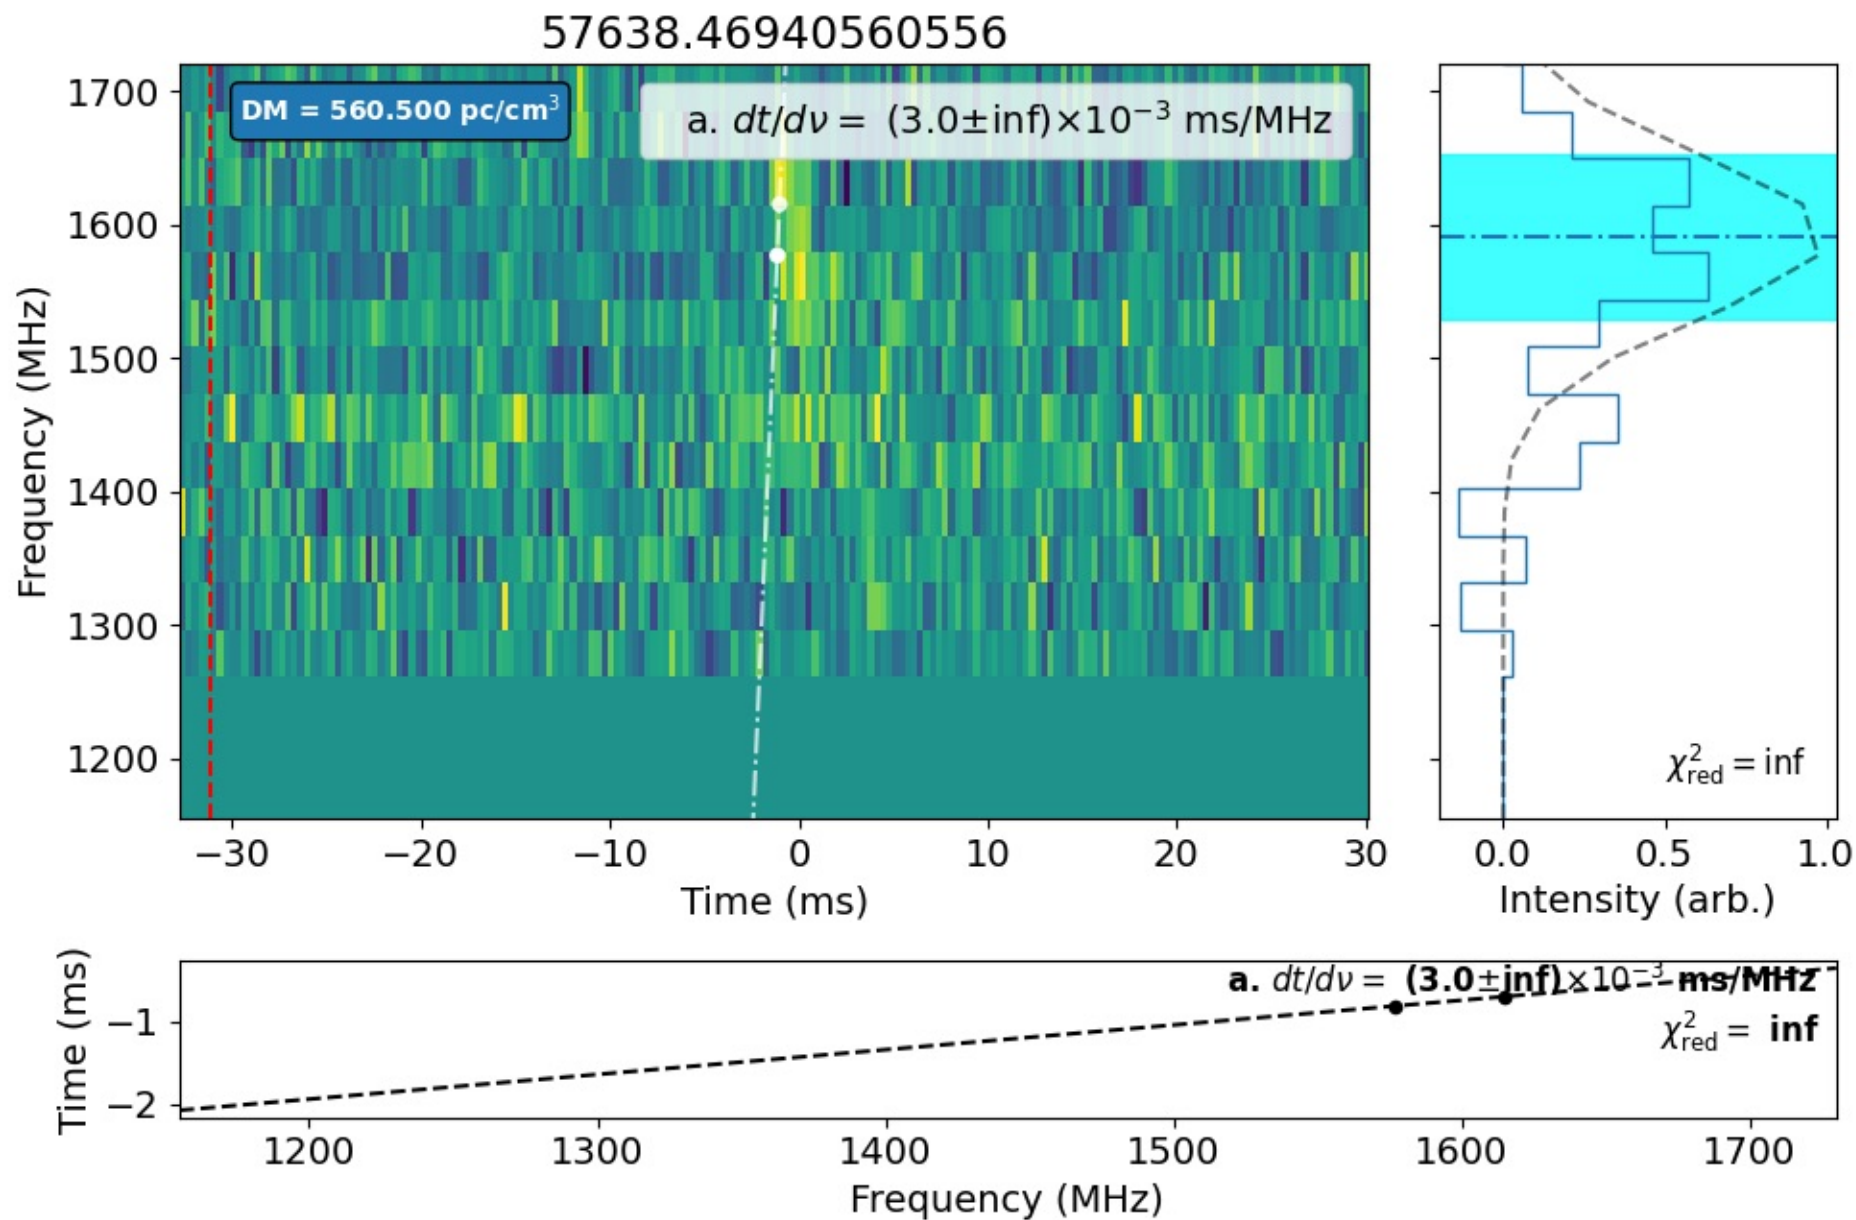 57638.46940560556
DM = 560.500 pc/cm³
a. dt/dν = (3.0±inf)×10⁻³ ms/MHz
Frequency (MHz)
1700
1600
1500
1400
1300
1200
−30 −20 −10 0 10 20 30
Time (ms)
χ²red = inf
0.0 0.5 1.0
Intensity (arb.)
Time (ms)
−1
−2
a. dt/dν = (3.0±inf)×10⁻³ ms/MHz
χ²red = inf
1200 1300 1400 1500 1600 1700
Frequency (MHz)